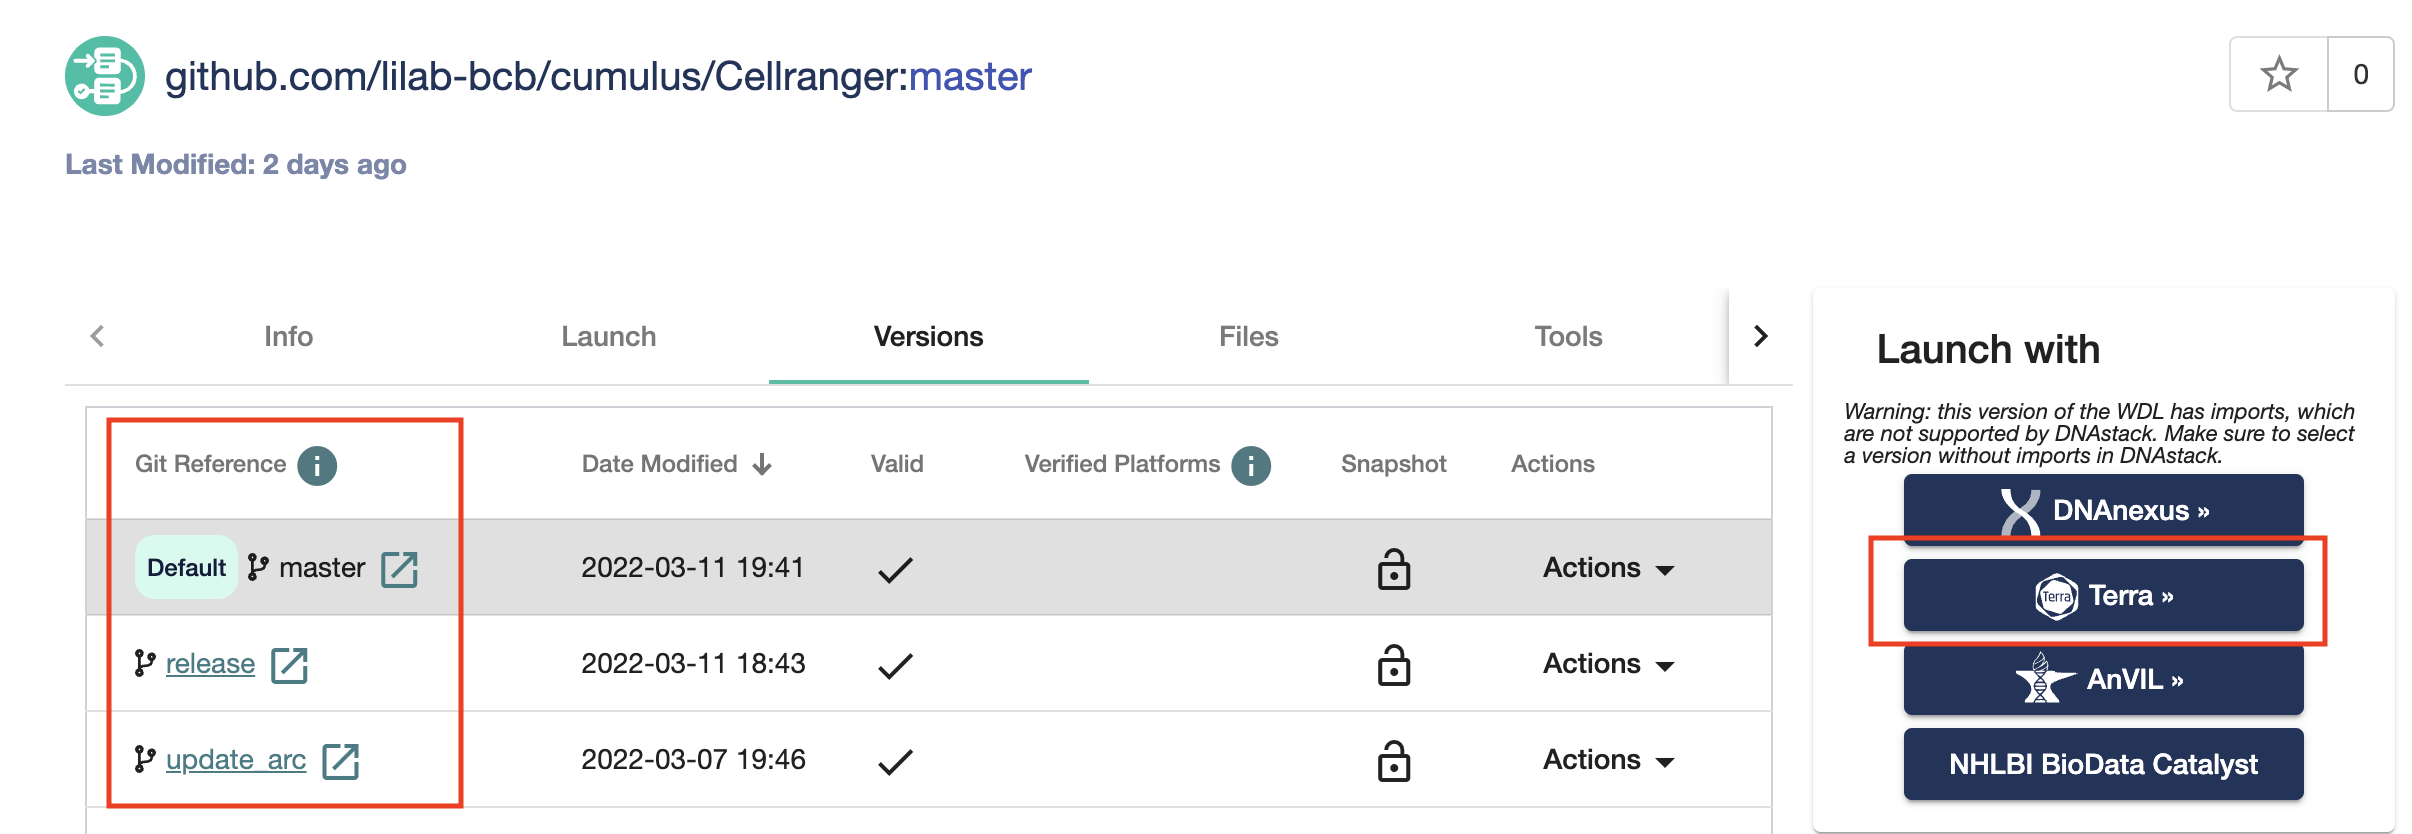 github.com/lilab-bcb/cumulus/Cellranger:master
0
Last Modified: 2 days ago
Info
Launch
Versions
Files
Tools
Git Reference
Date Modified
Valid
Verified Platforms
Snapshot
Actions
Default master 2022-03-11 19:41 Actions
release 2022-03-11 18:43 Actions
update_arc 2022-03-07 19:46 Actions
Launch with
Warning: this version of the WDL has imports, which
are not supported by DNAstack. Make sure to select
a version without imports in DNAstack.
DNAnexus »
Terra Terra »
AnVIL »
NHLBI BioData Catalyst